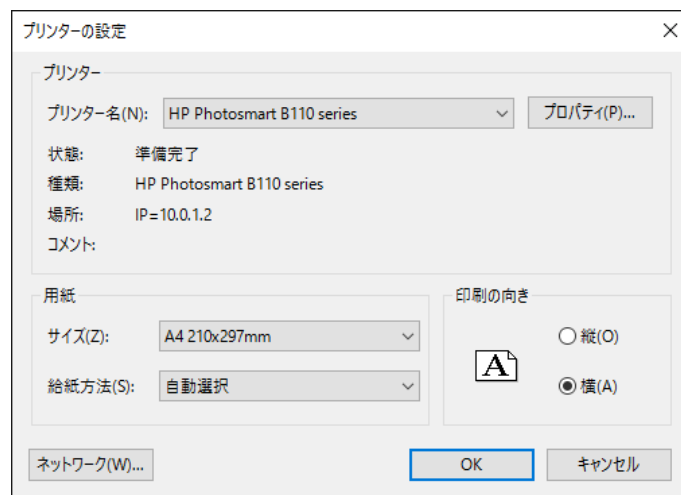 プリンターの設定
プリンター
プリンター名(N): HP Photosmart B110 series プロパティ(P)...
状態: 準備完了
種類: HP Photosmart B110 series
場所: IP=10.0.1.2
コメント:
用紙
サイズ(Z): A4 210x297mm
給紙方法(S): 自動選択
印刷の向き
A
縦(O)
横(A)
ネットワーク(W)... OK キャンセル